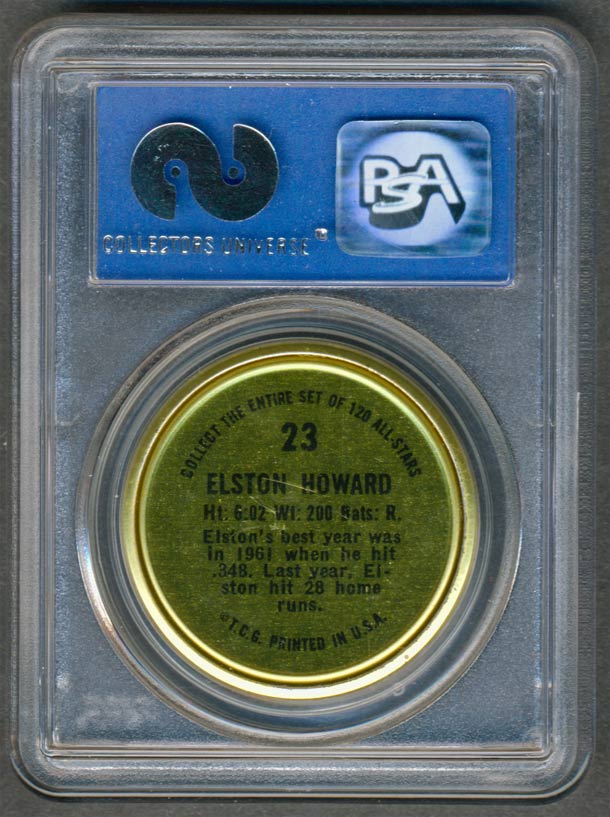 COLLECTORS UNIVERSE®
PSA
COLLECT THE ENTIRE SET OF 120 ALL-STARS
23
ELSTON HOWARD
Ht: 6:02 Wt: 200 Bats: R.
Elston's best year was
in 1961 when he hit
.348. Last year, El-
ston hit 28 home
runs.
©T.C.G. PRINTED IN U.S.A.